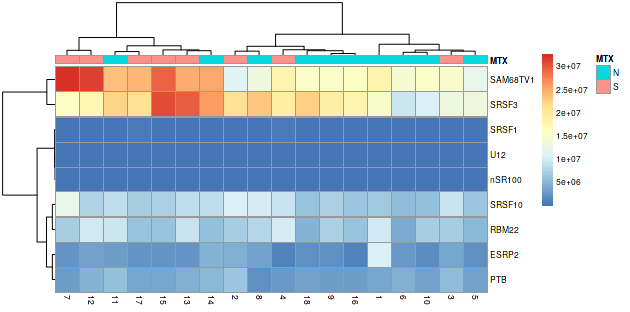 MTX
SAM68TV1
SRSF3
SRSF1
U12
nSR100
SRSF10
RBM22
ESRP2
PTB
7 12 11 17 15 13 14 2 8 4 18 9 16 1 6 10 3 5
3e+07
2.5e+07
2e+07
1.5e+07
1e+07
5e+06
MTX
N
S